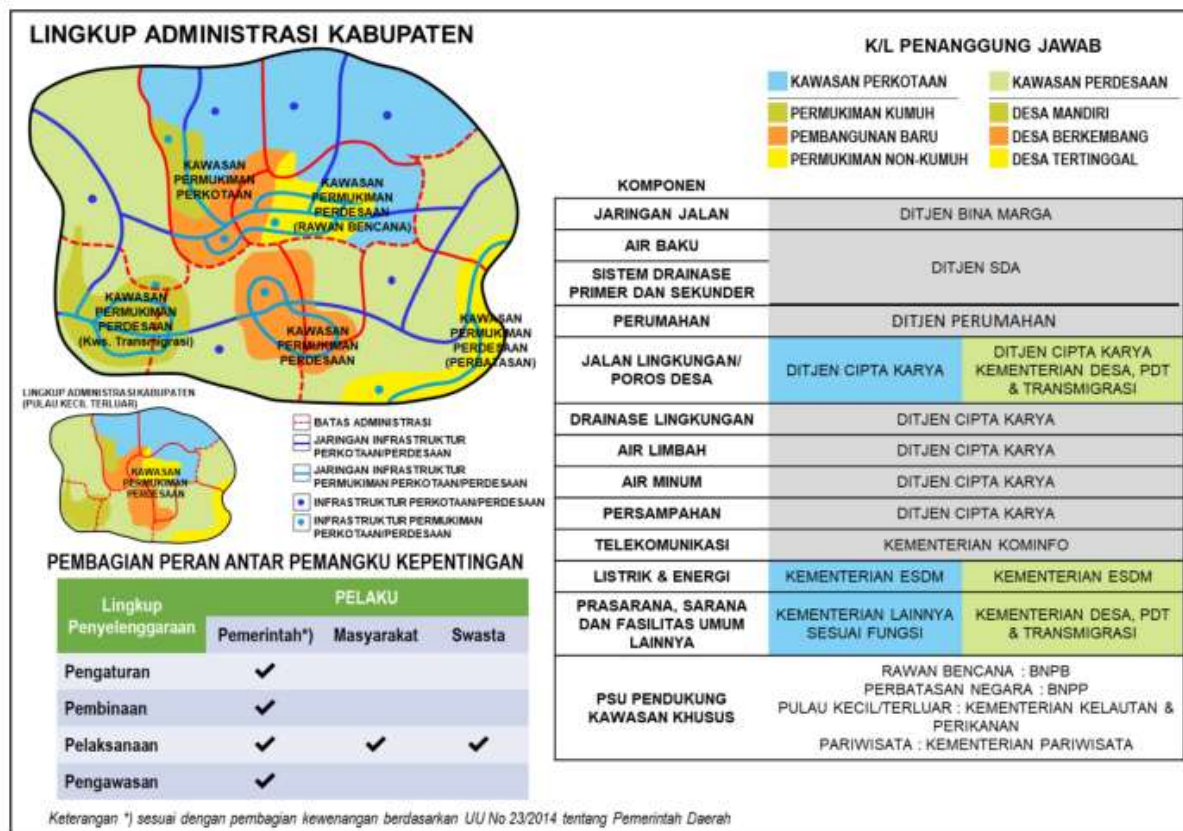 LINGKUP ADMINISTRASI KABUPATEN
KAWASAN
PERMUKIMAN
PERKOTAAN
KAWASAN
PERMUKIMAN
PERDESAAN
(RAWAN BENCANA)
KAWASAN
PERMUKIMAN
PERDESAAN
(Kws. Transmigrasi)
KAWASAN
PERMUKIMAN
PERDESAAN
KAWASAN
PERMUKIMAN
PERDESAAN
(PERBATASAN)
LINGKUP ADMINISTRASI KABUPATEN
(PULAU KECIL TERLUAR)
KAWASAN
PERMUKIMAN
PERDESAAN
BATAS ADMINISTRASI
JARINGAN INFRASTRUKTUR
PERKOTAAN/PERDESAAN
JARINGAN INFRASTRUKTUR
PERMUKIMAN PERKOTAAN/PERDESAAN
INFRASTRUKTUR PERKOTAAN/PERDESAAN
INFRASTRUKTUR PERMUKIMAN
PERKOTAAN/PERDESAAN
PEMBAGIAN PERAN ANTAR PEMANGKU KEPENTINGAN
Lingkup
Penyelenggaraan
PELAKU
Pemerintah*) Masyarakat Swasta
Pengaturan ✔
Pembinaan ✔
Pelaksanaan ✔ ✔ ✔
Pengawasan ✔
Keterangan *) sesuai dengan pembagian kewenangan berdasarkan UU No 23/2014 tentang Pemerintah Daerah
K/L PENANGGUNG JAWAB
KAWASAN PERKOTAAN KAWASAN PERDESAAN
PERMUKIMAN KUMUH DESA MANDIRI
PEMBANGUNAN BARU DESA BERKEMBANG
PERMUKIMAN NON-KUMUH DESA TERTINGGAL
KOMPONEN
JARINGAN JALAN DITJEN BINA MARGA
AIR BAKU
SISTEM DRAINASE
PRIMER DAN SEKUNDER
DITJEN SDA
PERUMAHAN DITJEN PERUMAHAN
JALAN LINGKUNGAN/
POROS DESA
DITJEN CIPTA KARYA
DITJEN CIPTA KARYA
KEMENTERIAN DESA, PDT
& TRANSMIGRASI
DRAINASE LINGKUNGAN DITJEN CIPTA KARYA
AIR LIMBAH DITJEN CIPTA KARYA
AIR MINUM DITJEN CIPTA KARYA
PERSAMPAHAN DITJEN CIPTA KARYA
TELEKOMUNIKASI KEMENTERIAN KOMINFO
LISTRIK & ENERGI KEMENTERIAN ESDM KEMENTERIAN ESDM
PRASARANA, SARANA
DAN FASILITAS UMUM
LAINNYA
KEMENTERIAN LAINNYA
SESUAI FUNGSI
KEMENTERIAN DESA, PDT
& TRANSMIGRASI
PSU PENDUKUNG
KAWASAN KHUSUS
RAWAN BENCANA : BNPB
PERBATASAN NEGARA : BNPP
PULAU KECIL/TERLUAR : KEMENTERIAN KELAUTAN &
PERIKANAN
PARIWISATA : KEMENTERIAN PARIWISATA